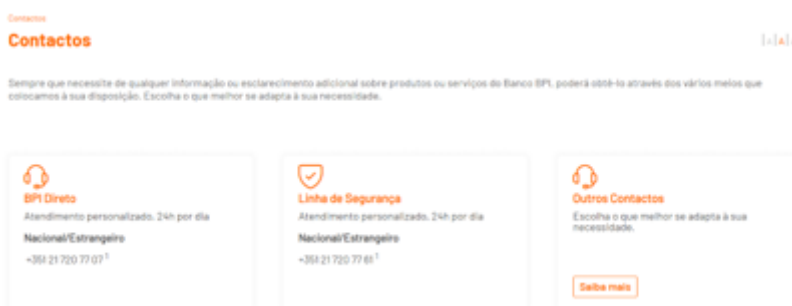 Contactos
Contactos
|A|
Sempre que necessite de qualquer informação ou esclarecimento adicional sobre produtos ou serviços do Banco BPI, poderá obtê-lo através dos vários meios que
colocamos à sua disposição. Escolha o que melhor se adapta à sua necessidade.
BPI Direto
Atendimento personalizado, 24h por dia
Nacional/Estrangeiro
+351 21 720 77 07 ¹
Linha de Segurança
Atendimento personalizado, 24h por dia
Nacional/Estrangeiro
+351 21 720 77 61 ¹
Outros Contactos
Escolha o que melhor se adapta à sua
necessidade.
Saiba mais